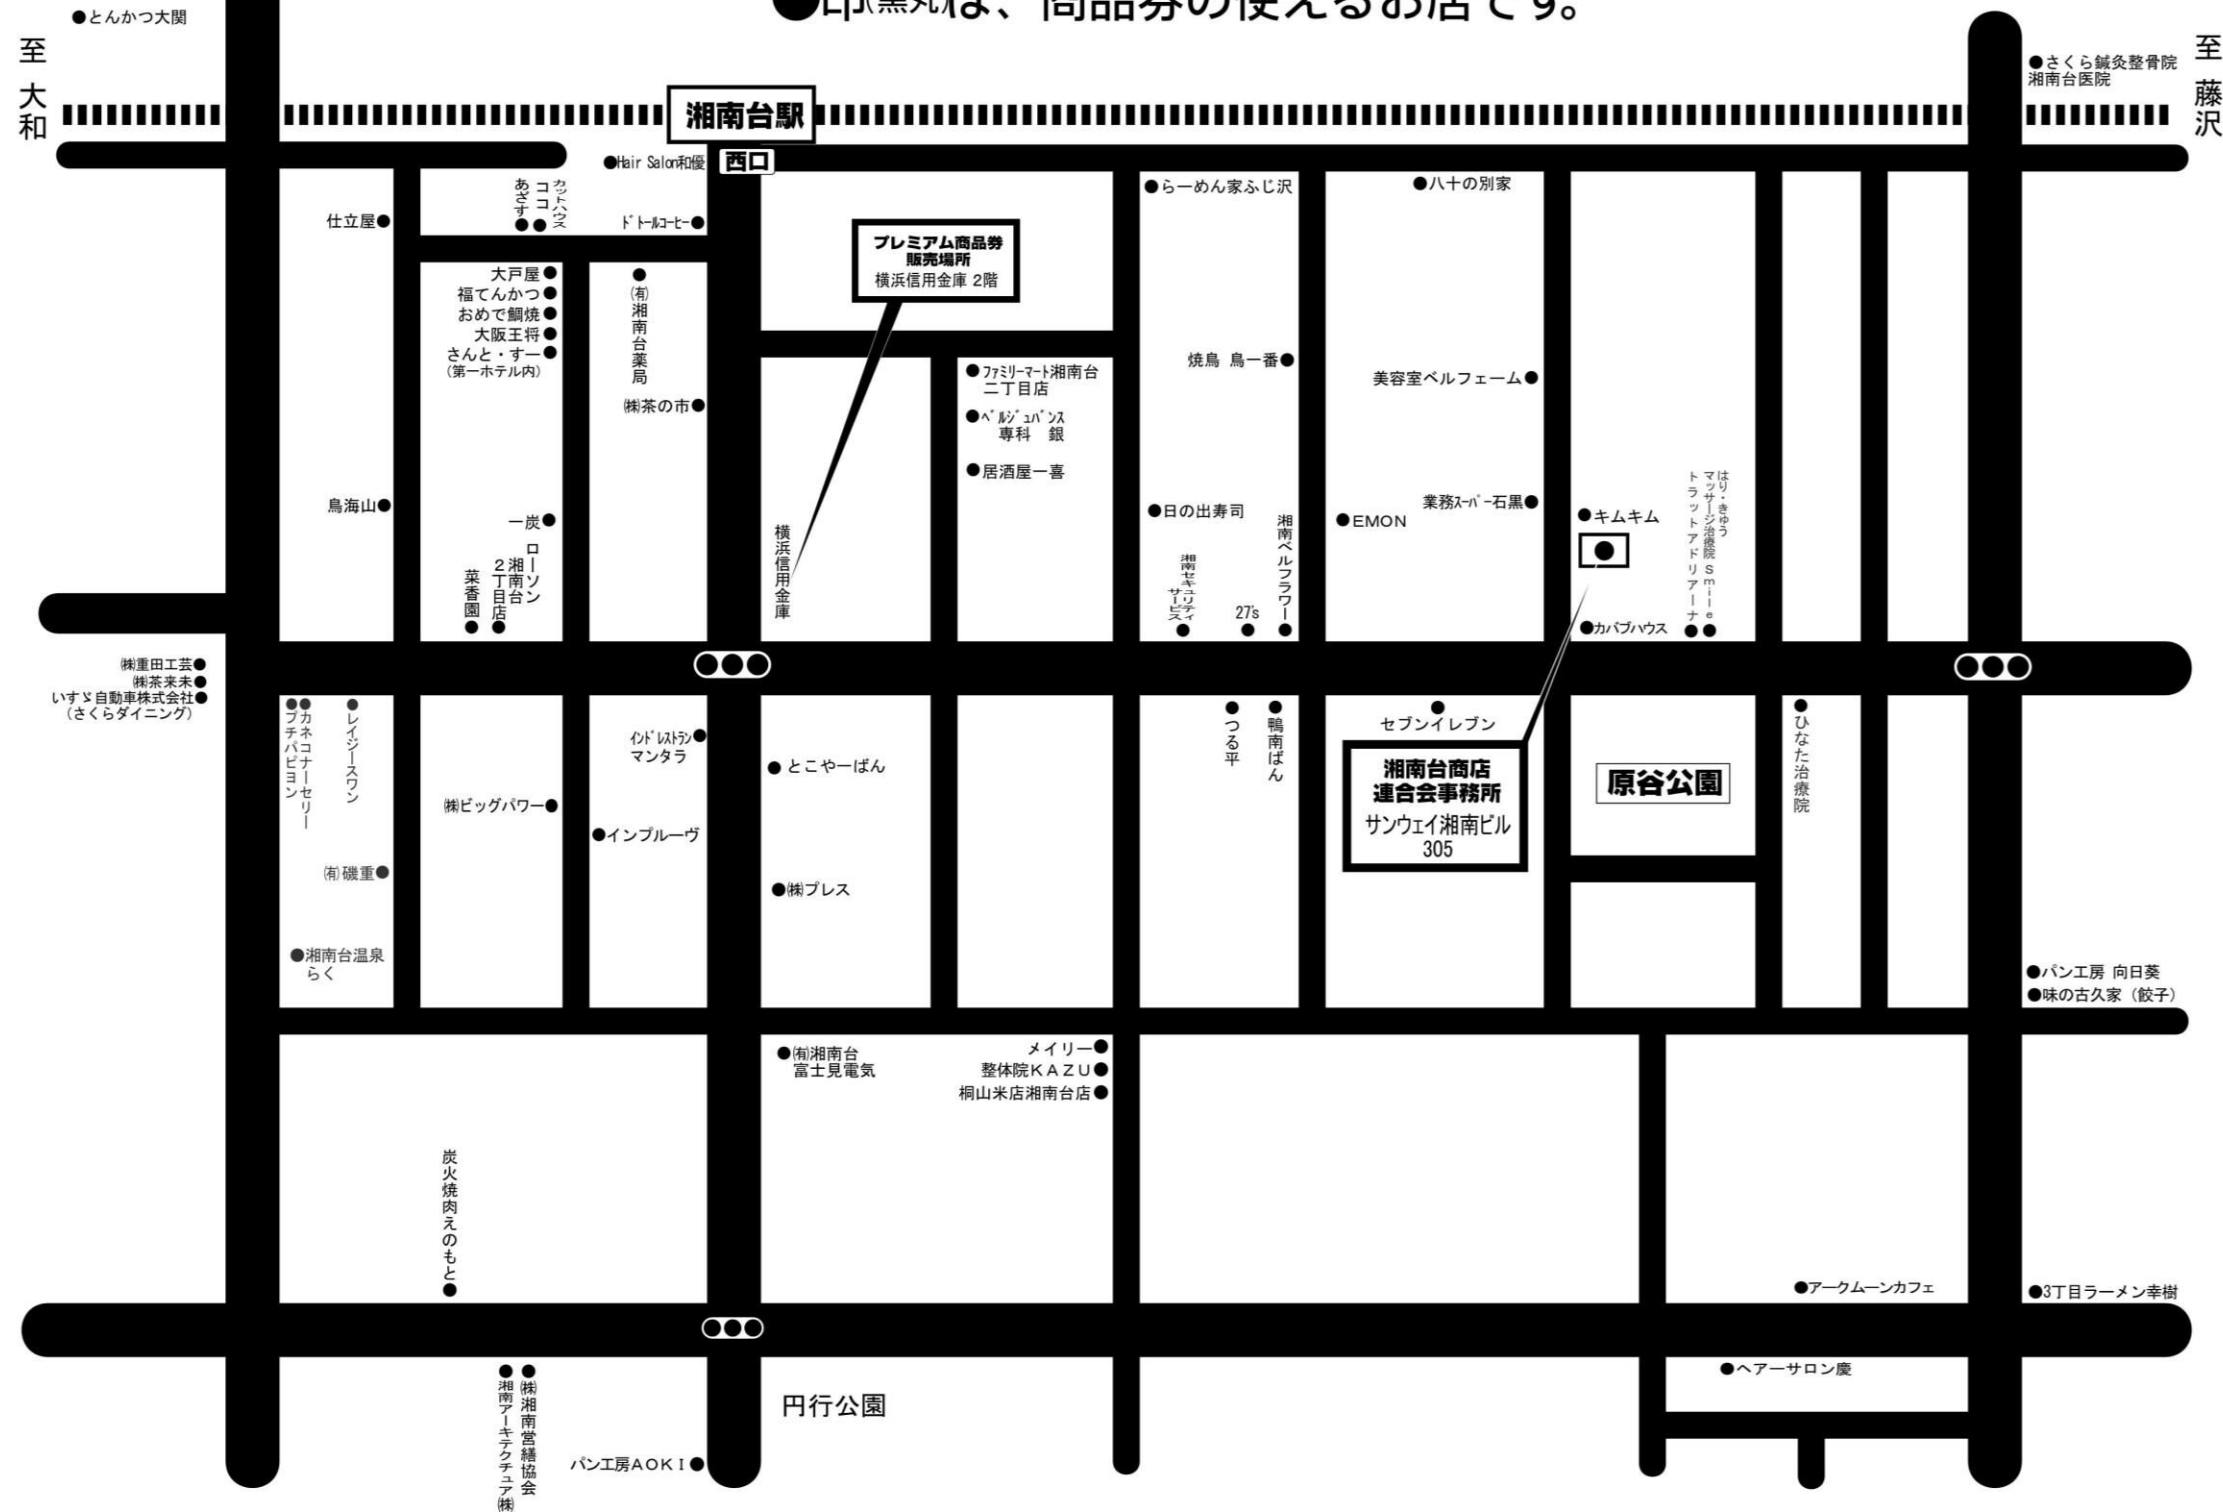 ●印(黒丸)は、商品券の使えるお店です。
●とんかつ大関
至 大和
至 藤沢
●さくら鍼灸整骨院
湘南台医院
湘南台駅
西口
●Hair Salon和優
あざす●
カットハウス
ココ●
仕立屋●
ドトールコーヒー●
●らーめん家ふじ沢
●八十の別家
プレミアム商品券
販売場所
横浜信用金庫 2階
大戸屋●
福てんかつ●
おめで鯛焼●
大阪王将●
さんと・すー●
(第一ホテル内)
●㈲湘南台薬局
㈱茶の市●
●ファミリーマート湘南台
二丁目店
●ベルジュバンス
専科 銀
●居酒屋一喜
焼鳥 鳥一番●
美容室ベルフェーム●
鳥海山●
一炭●
ローソン
湘南台
2丁目店●
菜香園●
横浜信用金庫
●日の出寿司
湘南セキュリティ
サービス●
27's●
湘南ベルフラワー●
●EMON
業務スーパー石黒●
●キムキム
●
はり・きゅう
マッサージ治療院 Smile●
トラットアドリアーナ●
●カバブハウス
㈱重田工芸●
㈱茶来未●
いすゞ自動車株式会社●
(さくらダイニング)
●プチパピヨン
●カネコナーセリー
●レイジースワン
インドレストラン●
マンタラ
●とこやーばん
●つる平
●鴨南ばん
●
セブンイレブン
●ひなた治療院
湘南台商店
連合会事務所
サンウェイ湘南ビル
305
原谷公園
㈱ビッグパワー●
●インプルーヴ
㈲磯重●
●㈱プレス
●湘南台温泉
らく
●パン工房 向日葵
●味の古久家(餃子)
●㈲湘南台
富士見電気
メイリー●
整体院KAZU●
桐山米店湘南台店●
炭火焼肉えのもと●
●アークムーンカフェ
●3丁目ラーメン幸樹
●湘南アーキテクチュア㈱
●㈱湘南営繕協会
円行公園
●ヘアーサロン慶
パン工房AOKI●